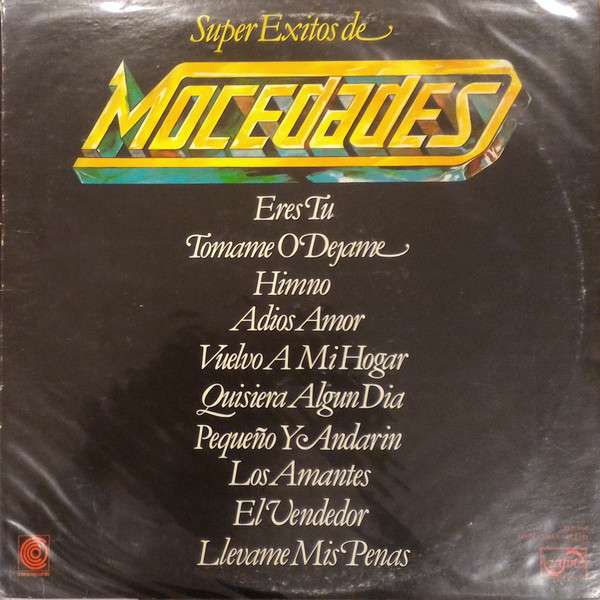 Super Exitos de
Mocedades
Eres Tu
Tomame O Dejame
Himno
Adios Amor
Vuelvo A Mi Hogar
Quisiera Algun Dia
Pequeño Y Andarin
Los Amantes
El Vendedor
Llevame Mis Penas